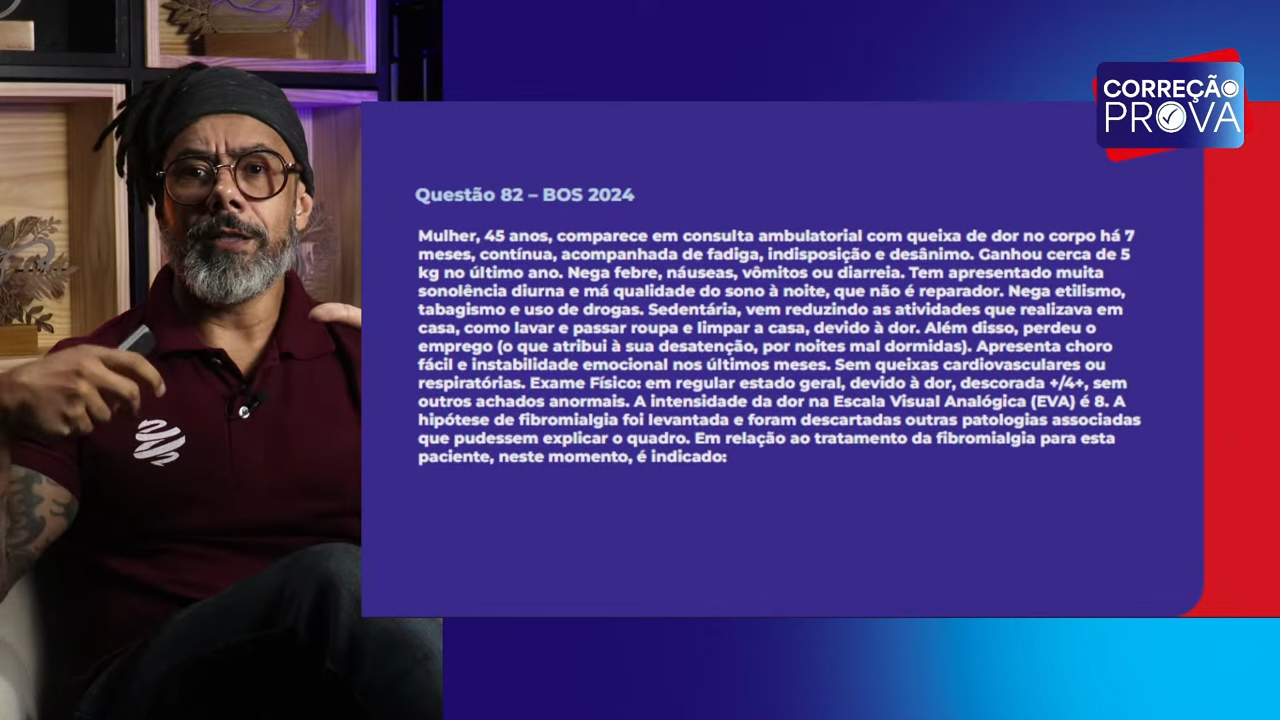 CORREÇÃO
PROVA
Questão 82 – BOS 2024
Mulher, 45 anos, comparece em consulta ambulatorial com queixa de dor no corpo há 7
meses, contínua, acompanhada de fadiga, indisposição e desânimo. Ganhou cerca de 5
kg no último ano. Nega febre, náuseas, vômitos ou diarreia. Tem apresentado muita
sonolência diurna e má qualidade do sono à noite, que não é reparador. Nega etilismo,
tabagismo e uso de drogas. Sedentária, vem reduzindo as atividades que realizava em
casa, como lavar e passar roupa e limpar a casa, devido à dor. Além disso, perdeu o
emprego (o que atribui à sua desatenção, por noites mal dormidas). Apresenta choro
fácil e instabilidade emocional nos últimos meses. Sem queixas cardiovasculares ou
respiratórias. Exame Físico: em regular estado geral, devido à dor, descorada +/4+, sem
outros achados anormais. A intensidade da dor na Escala Visual Analógica (EVA) é 8. A
hipótese de fibromialgia foi levantada e foram descartadas outras patologias associadas
que pudessem explicar o quadro. Em relação ao tratamento da fibromialgia para esta
paciente, neste momento, é indicado: